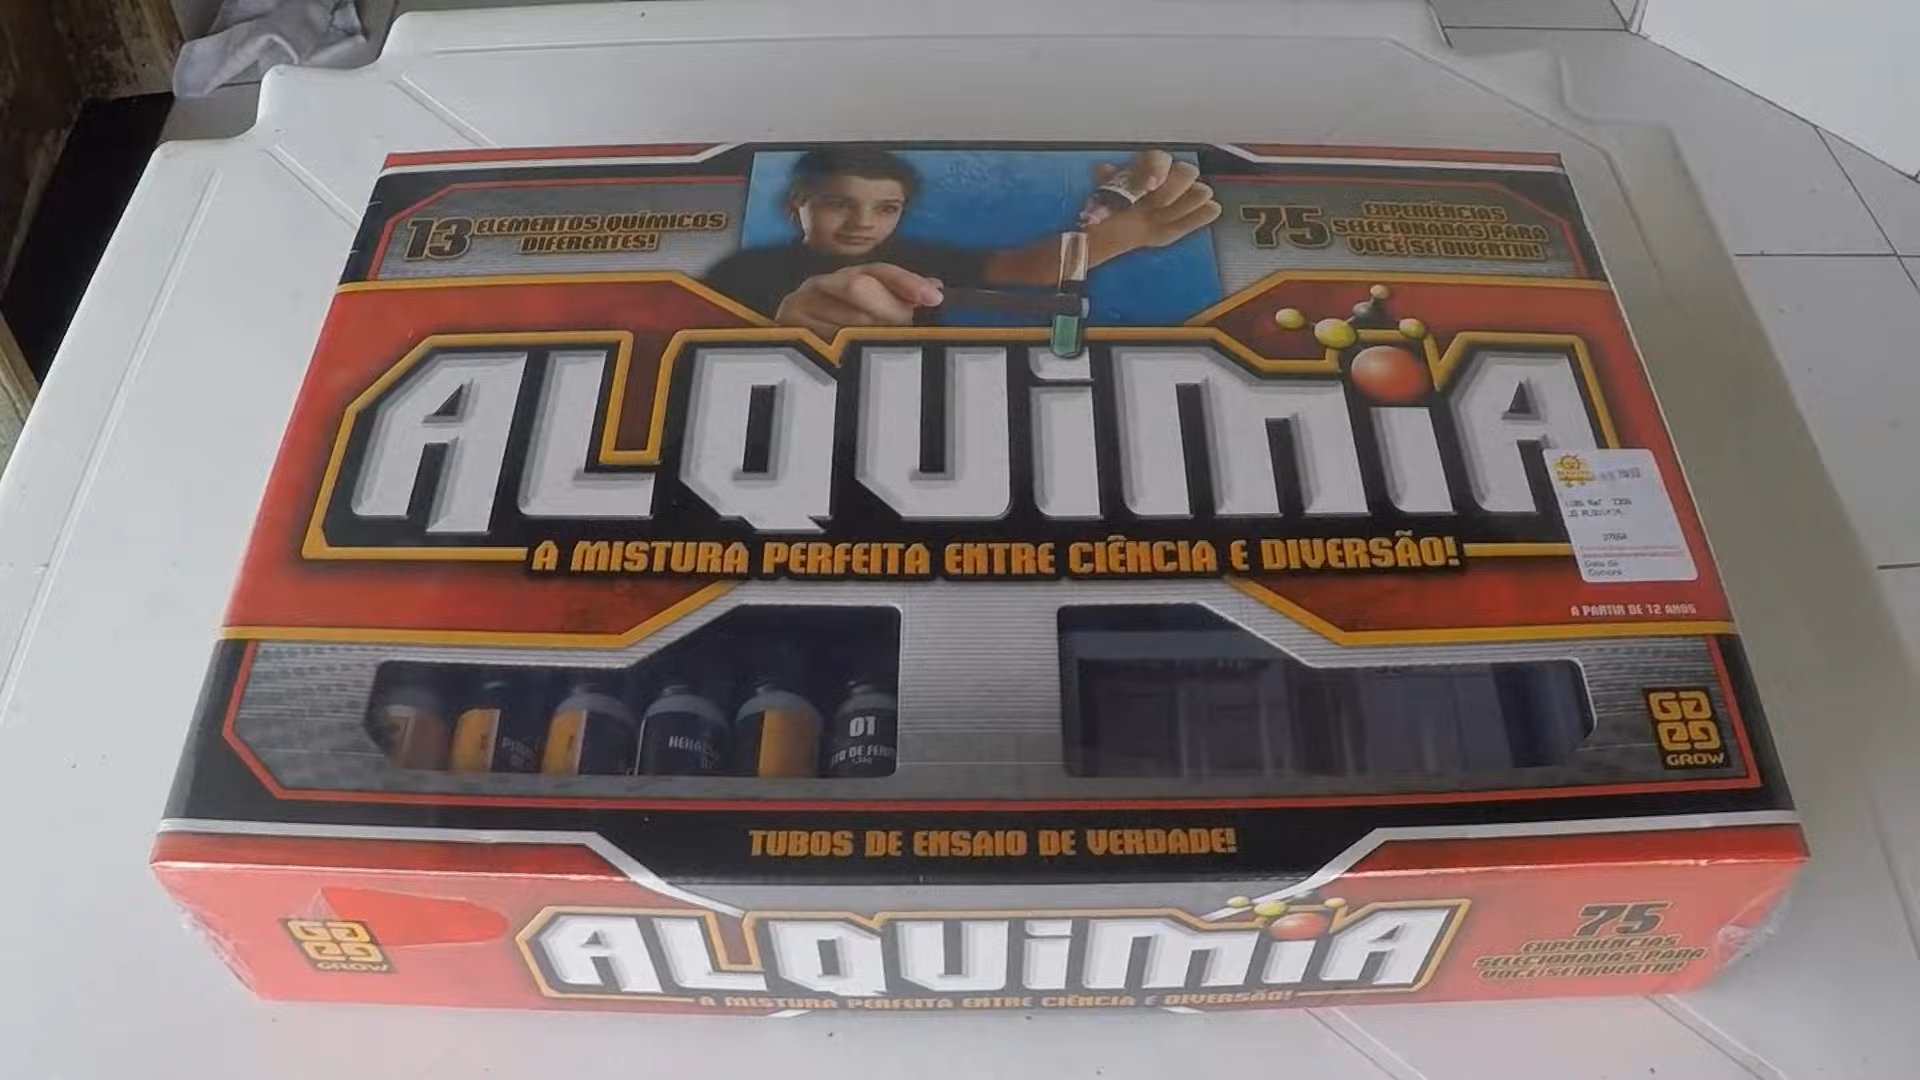 13 ELEMENTOS QUÍMICOS
DIFERENTES!
75 EXPERIÊNCIAS
SELECIONADAS PARA
VOCÊ SE DIVERTIR!
ALQUiMiA
A MISTURA PERFEITA ENTRE CIÊNCIA E DIVERSÃO!
JO ALQUIMIA
A PARTIR DE 12 ANOS
01
GROW
TUBOS DE ENSAIO DE VERDADE!
GROW
ALQUiMiA
A MISTURA PERFEITA ENTRE CIÊNCIA E DIVERSÃO!
75
EXPERIÊNCIAS
SELECIONADAS PARA
VOCÊ SE DIVERTIR!